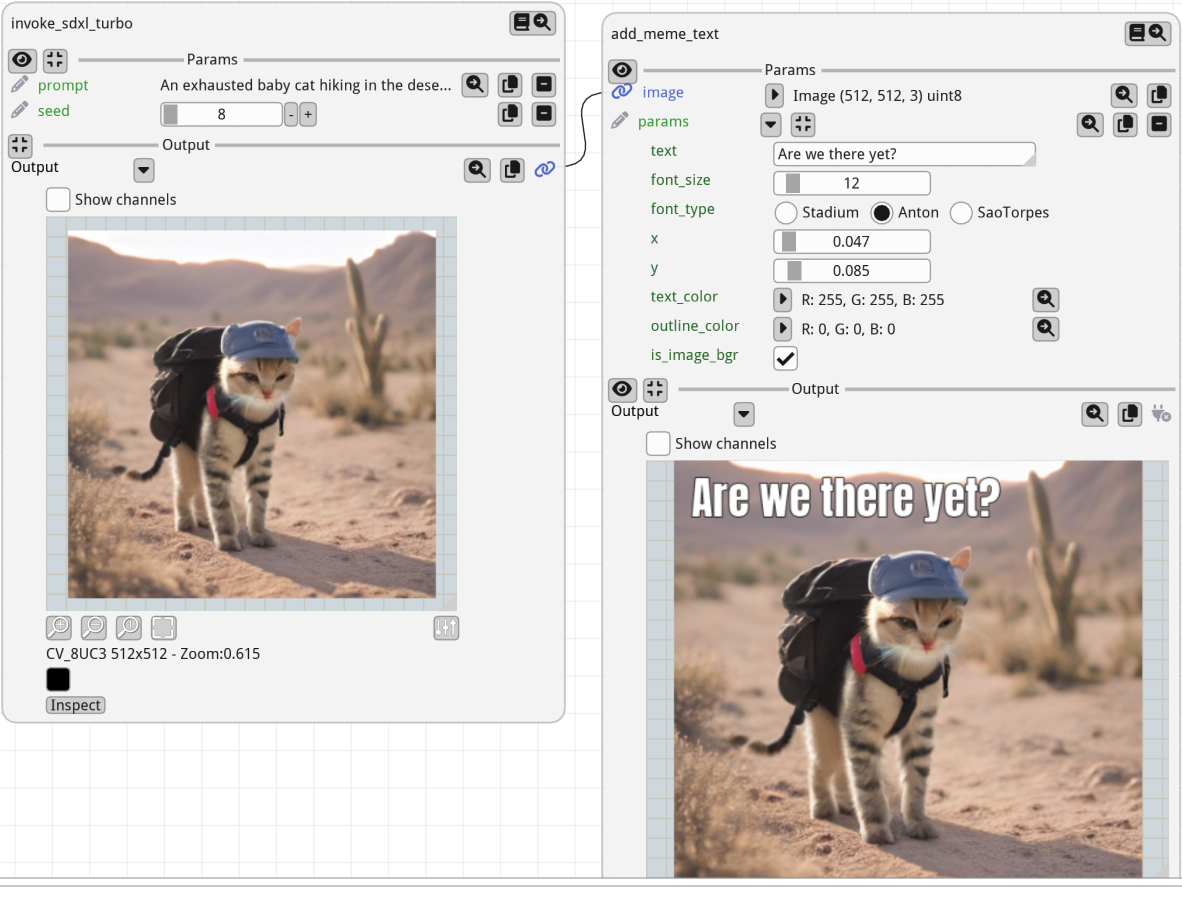 invoke_sdxl_turbo
Params
prompt An exhausted baby cat hiking in the dese...
seed 8 - +
Output
Output
Show channels
CV_8UC3 512x512 - Zoom:0.615
Inspect
add_meme_text
Params
image Image (512, 512, 3) uint8
params
text Are we there yet?
font_size 12
font_type Stadium Anton SaoTorpes
x 0.047
y 0.085
text_color R: 255, G: 255, B: 255
outline_color R: 0, G: 0, B: 0
is_image_bgr
Output
Output
Show channels
Are we there yet?